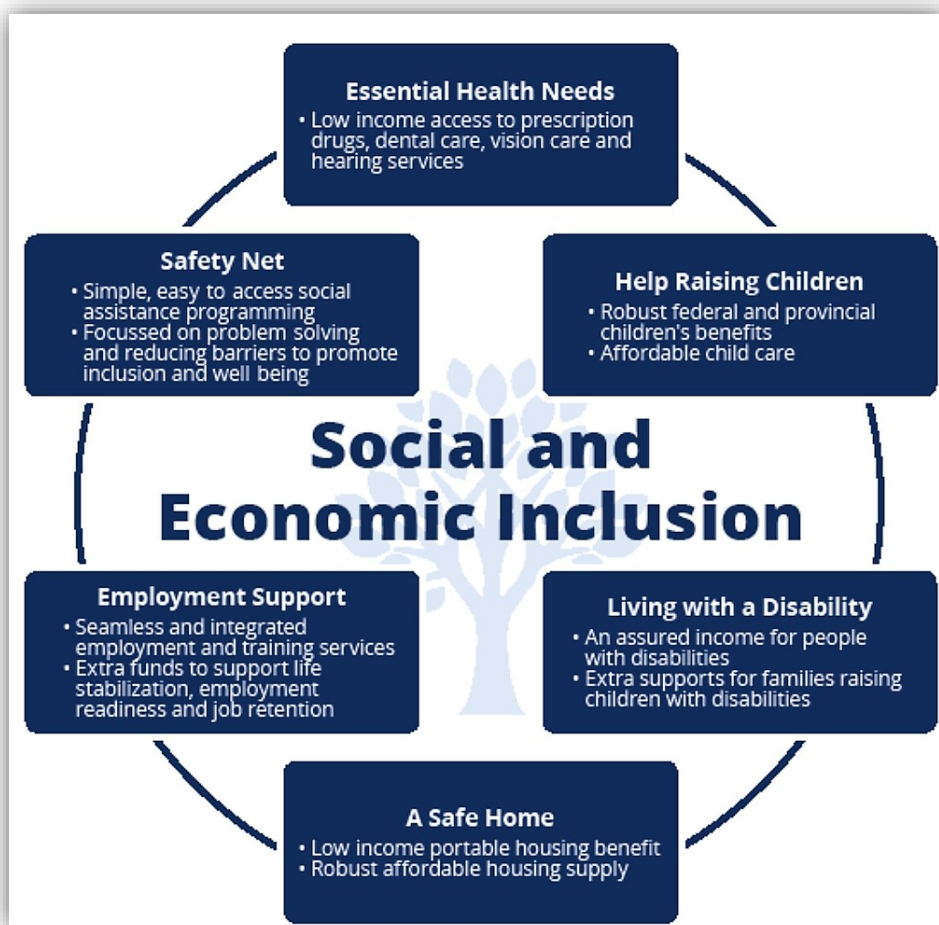 Essential Health Needs
• Low income access to prescription
drugs, dental care, vision care and
hearing services
Safety Net
• Simple, easy to access social
assistance programming
• Focussed on problem solving
and reducing barriers to promote
inclusion and well being
Help Raising Children
• Robust federal and provincial
children's benefits
• Affordable child care
Social and
Economic Inclusion
Employment Support
• Seamless and integrated
employment and training services
• Extra funds to support life
stabilization, employment
readiness and job retention
Living with a Disability
• An assured income for people
with disabilities
• Extra supports for families raising
children with disabilities
A Safe Home
• Low income portable housing benefit
• Robust affordable housing supply